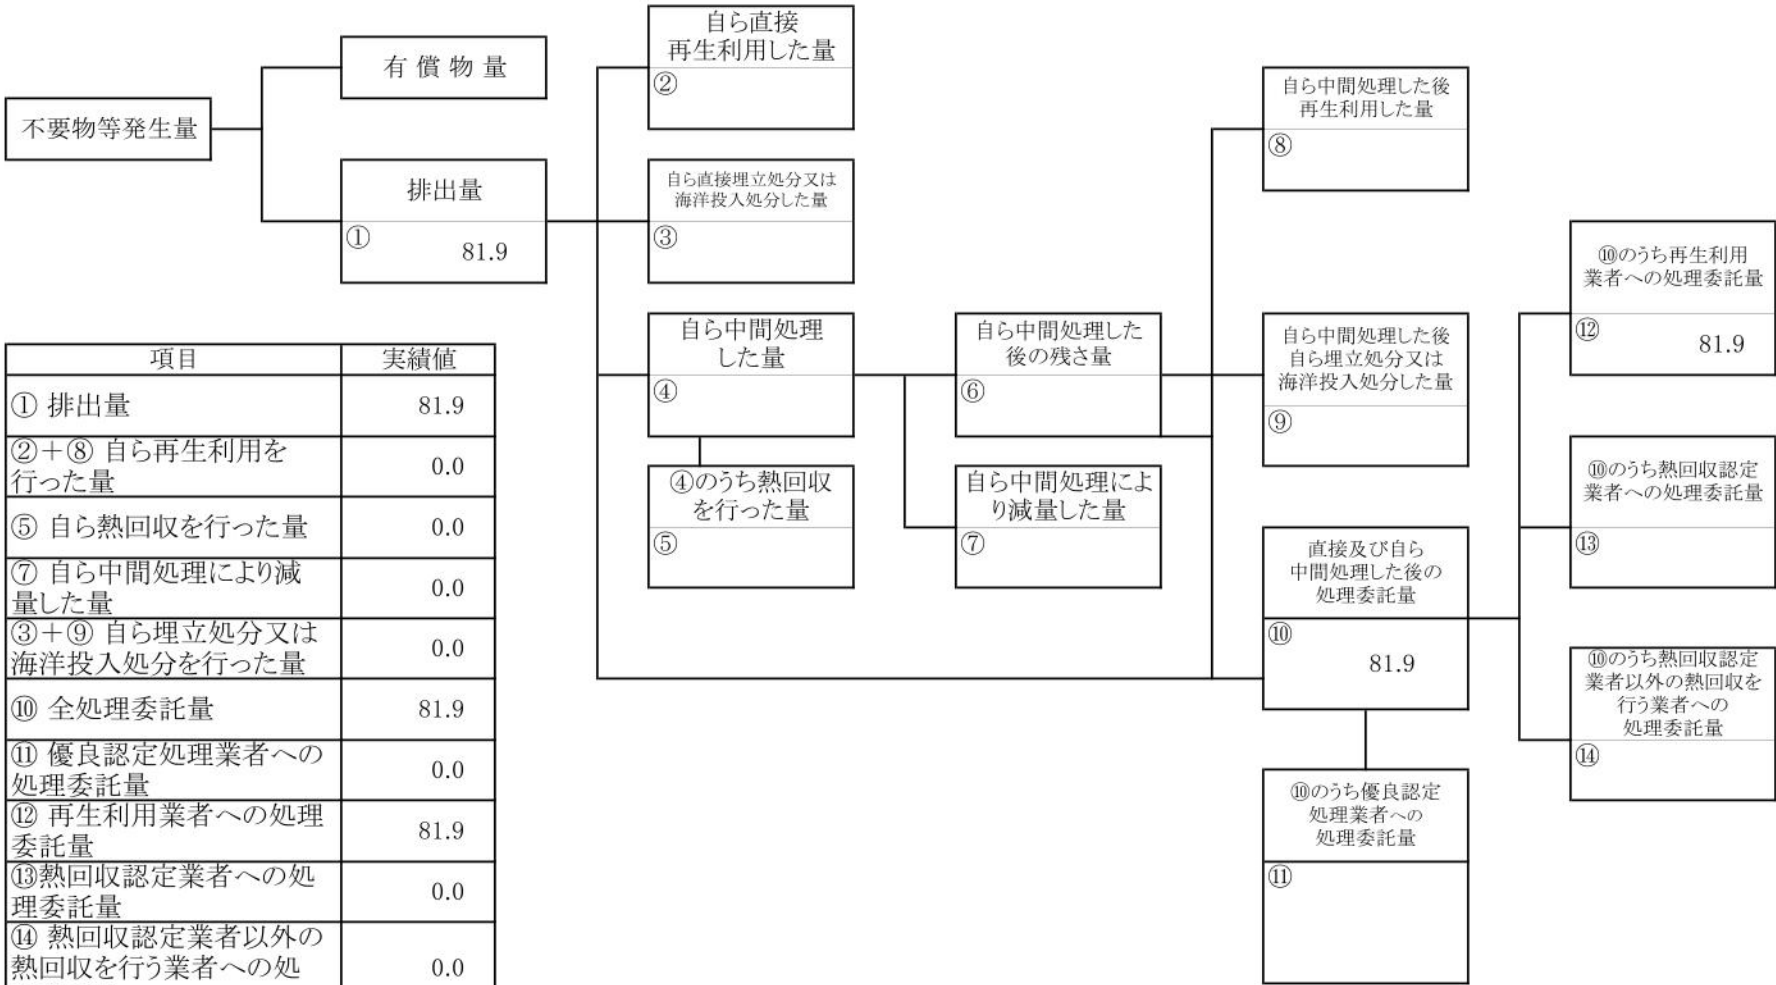 不要物等発生量
有償物量
排出量
①
81.9
自ら直接
再生利用した量
②
自ら直接埋立処分又は
海洋投入処分した量
③
自ら中間処理
した量
④
④のうち熱回収
を行った量
⑤
自ら中間処理した
後の残さ量
⑥
自ら中間処理によ
り減量した量
⑦
自ら中間処理した後
再生利用した量
⑧
自ら中間処理した後
自ら埋立処分又は
海洋投入処分した量
⑨
直接及び自ら
中間処理した後の
処理委託量
⑩
81.9
⑩のうち優良認定
処理業者への
処理委託量
⑪
⑩のうち再生利用
業者への処理委託量
⑫
81.9
⑩のうち熱回収認定
業者への処理委託量
⑬
⑩のうち熱回収認定
業者以外の熱回収を
行う業者への
処理委託量
⑭
項目 実績値
① 排出量 81.9
②+⑧ 自ら再生利用を
行った量 0.0
⑤ 自ら熱回収を行った量 0.0
⑦ 自ら中間処理により減
量した量 0.0
③+⑨ 自ら埋立処分又は
海洋投入処分を行った量 0.0
⑩ 全処理委託量 81.9
⑪ 優良認定処理業者への
処理委託量 0.0
⑫ 再生利用業者への処理
委託量 81.9
⑬熱回収認定業者への処
理委託量 0.0
⑭ 熱回収認定業者以外の
熱回収を行う業者への処 0.0